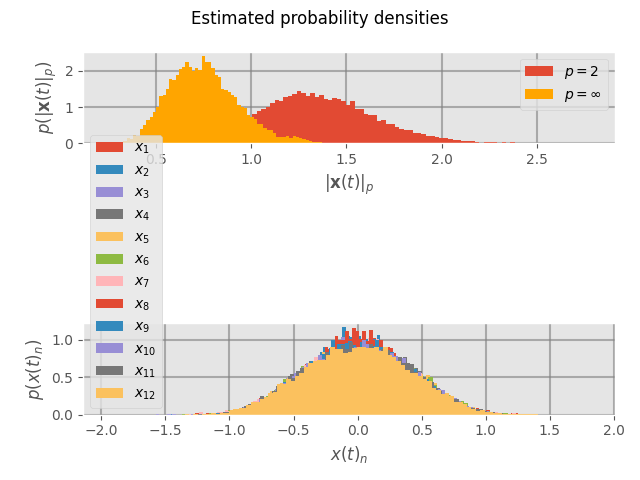 Estimated probability densities
p(|x(t)|_p)
2
1
0
p = 2
p = ∞
0.5 1.0 1.5 2.0 2.5
|x(t)|_p
x_1
x_2
x_3
x_4
x_5
x_6
x_7
x_8
x_9
x_10
x_11
x_12
p(x(t)_n)
1.0
0.5
0.0
−2.0 −1.5 −1.0 −0.5 0.0 0.5 1.0 1.5 2.0
x(t)_n